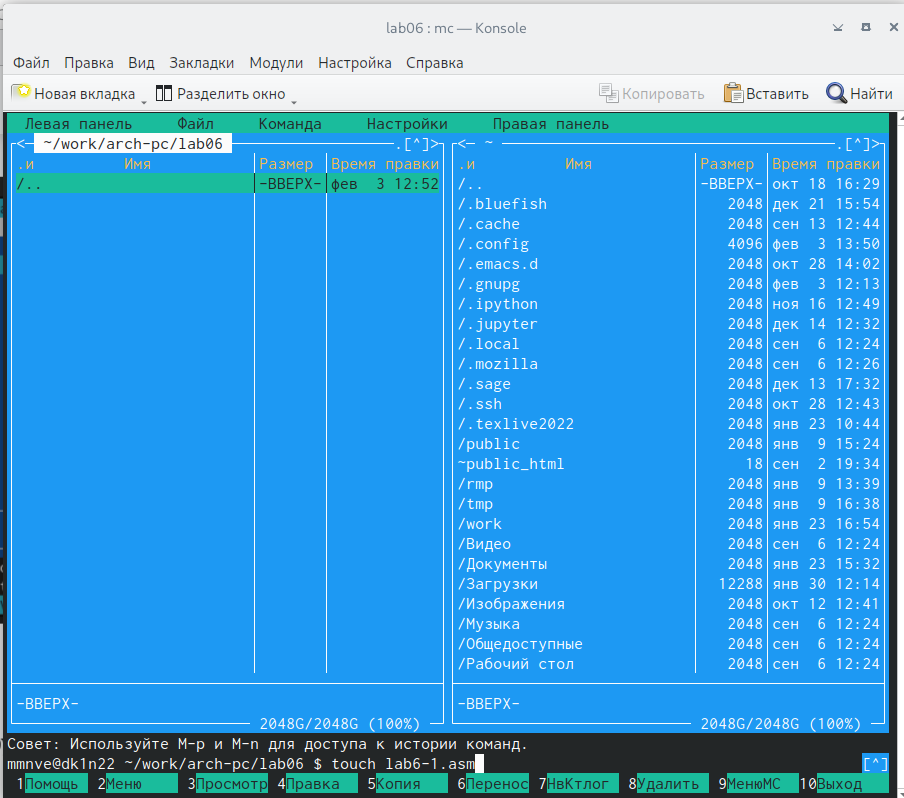 lab06 : mc — Konsole
Файл Правка Вид Закладки Модули Настройка Справка
Новая вкладка Разделить окно Копировать Вставить Найти
Левая панель Файл Команда Настройки Правая панель
<─ ~/work/arch-pc/lab06 .[^]> <─ ~ .[^]>
.и Имя Размер Время правки .и Имя Размер Время правки
/.. -ВВЕРХ- фев 3 12:52 /.. -ВВЕРХ- окт 18 16:29
/.bluefish 2048 дек 21 15:54
/.cache 2048 сен 13 12:44
/.config 4096 фев 3 13:50
/.emacs.d 2048 окт 28 14:02
/.gnupg 2048 фев 3 12:13
/.ipython 2048 ноя 16 12:49
/.jupyter 2048 дек 14 12:32
/.local 2048 сен 6 12:24
/.mozilla 2048 сен 6 12:26
/.sage 2048 дек 13 17:32
/.ssh 2048 окт 28 12:43
/.texlive2022 2048 янв 23 10:44
/public 2048 янв 9 15:24
~public_html 18 сен 2 19:34
/rmp 2048 янв 9 13:39
/tmp 2048 янв 9 16:38
/work 2048 янв 23 16:54
/Видео 2048 сен 6 12:24
/Документы 2048 янв 23 15:32
/Загрузки 12288 янв 30 12:14
/Изображения 2048 окт 12 12:41
/Музыка 2048 сен 6 12:24
/Общедоступные 2048 сен 6 12:24
/Рабочий стол 2048 сен 6 12:24
-ВВЕРХ- -ВВЕРХ-
2048G/2048G (100%) 2048G/2048G (100%)
Совет: Используйте M-p и M-n для доступа к истории команд.
mmnve@dk1n22 ~/work/arch-pc/lab06 $ touch lab6-1.asm [^]
1Помощь 2Меню 3Просмотр 4Правка 5Копия 6Перенос 7НвКтлог 8Удалить 9МенюMC 10Выход